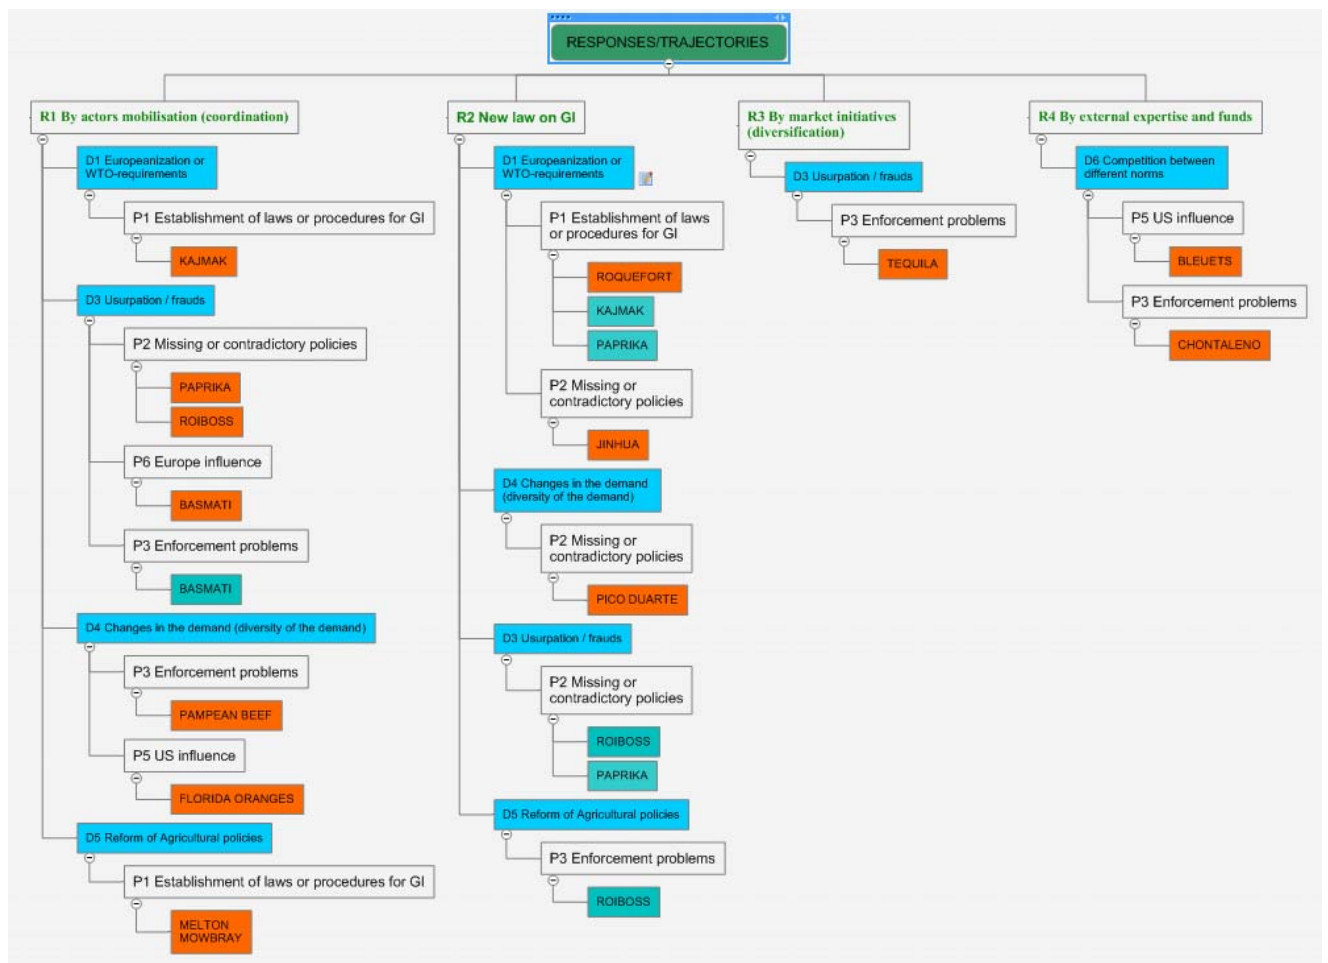 RESPONSES/TRAJECTORIES
R1 By actors mobilisation (coordination)
D1 Europeanization or
WTO-requirements
P1 Establishment of laws or procedures for GI
KAJMAK
D3 Usurpation / frauds
P2 Missing or contradictory policies
PAPRIKA
ROIBOSS
P6 Europe influence
BASMATI
P3 Enforcement problems
BASMATI
D4 Changes in the demand (diversity of the demand)
P3 Enforcement problems
PAMPEAN BEEF
P5 US influence
FLORIDA ORANGES
D5 Reform of Agricultural policies
P1 Establishment of laws or procedures for GI
MELTON
MOWBRAY
R2 New law on GI
D1 Europeanization or
WTO-requirements
P1 Establishment of laws
or procedures for GI
ROQUEFORT
KAJMAK
PAPRIKA
P2 Missing or
contradictory policies
JINHUA
D4 Changes in the demand
(diversity of the demand)
P2 Missing or
contradictory policies
PICO DUARTE
D3 Usurpation / frauds
P2 Missing or
contradictory policies
ROIBOSS
PAPRIKA
D5 Reform of Agricultural policies
P3 Enforcement problems
ROIBOSS
R3 By market initiatives
(diversification)
D3 Usurpation / frauds
P3 Enforcement problems
TEQUILA
R4 By external expertise and funds
D6 Competition between
different norms
P5 US influence
BLEUETS
P3 Enforcement problems
CHONTALENO